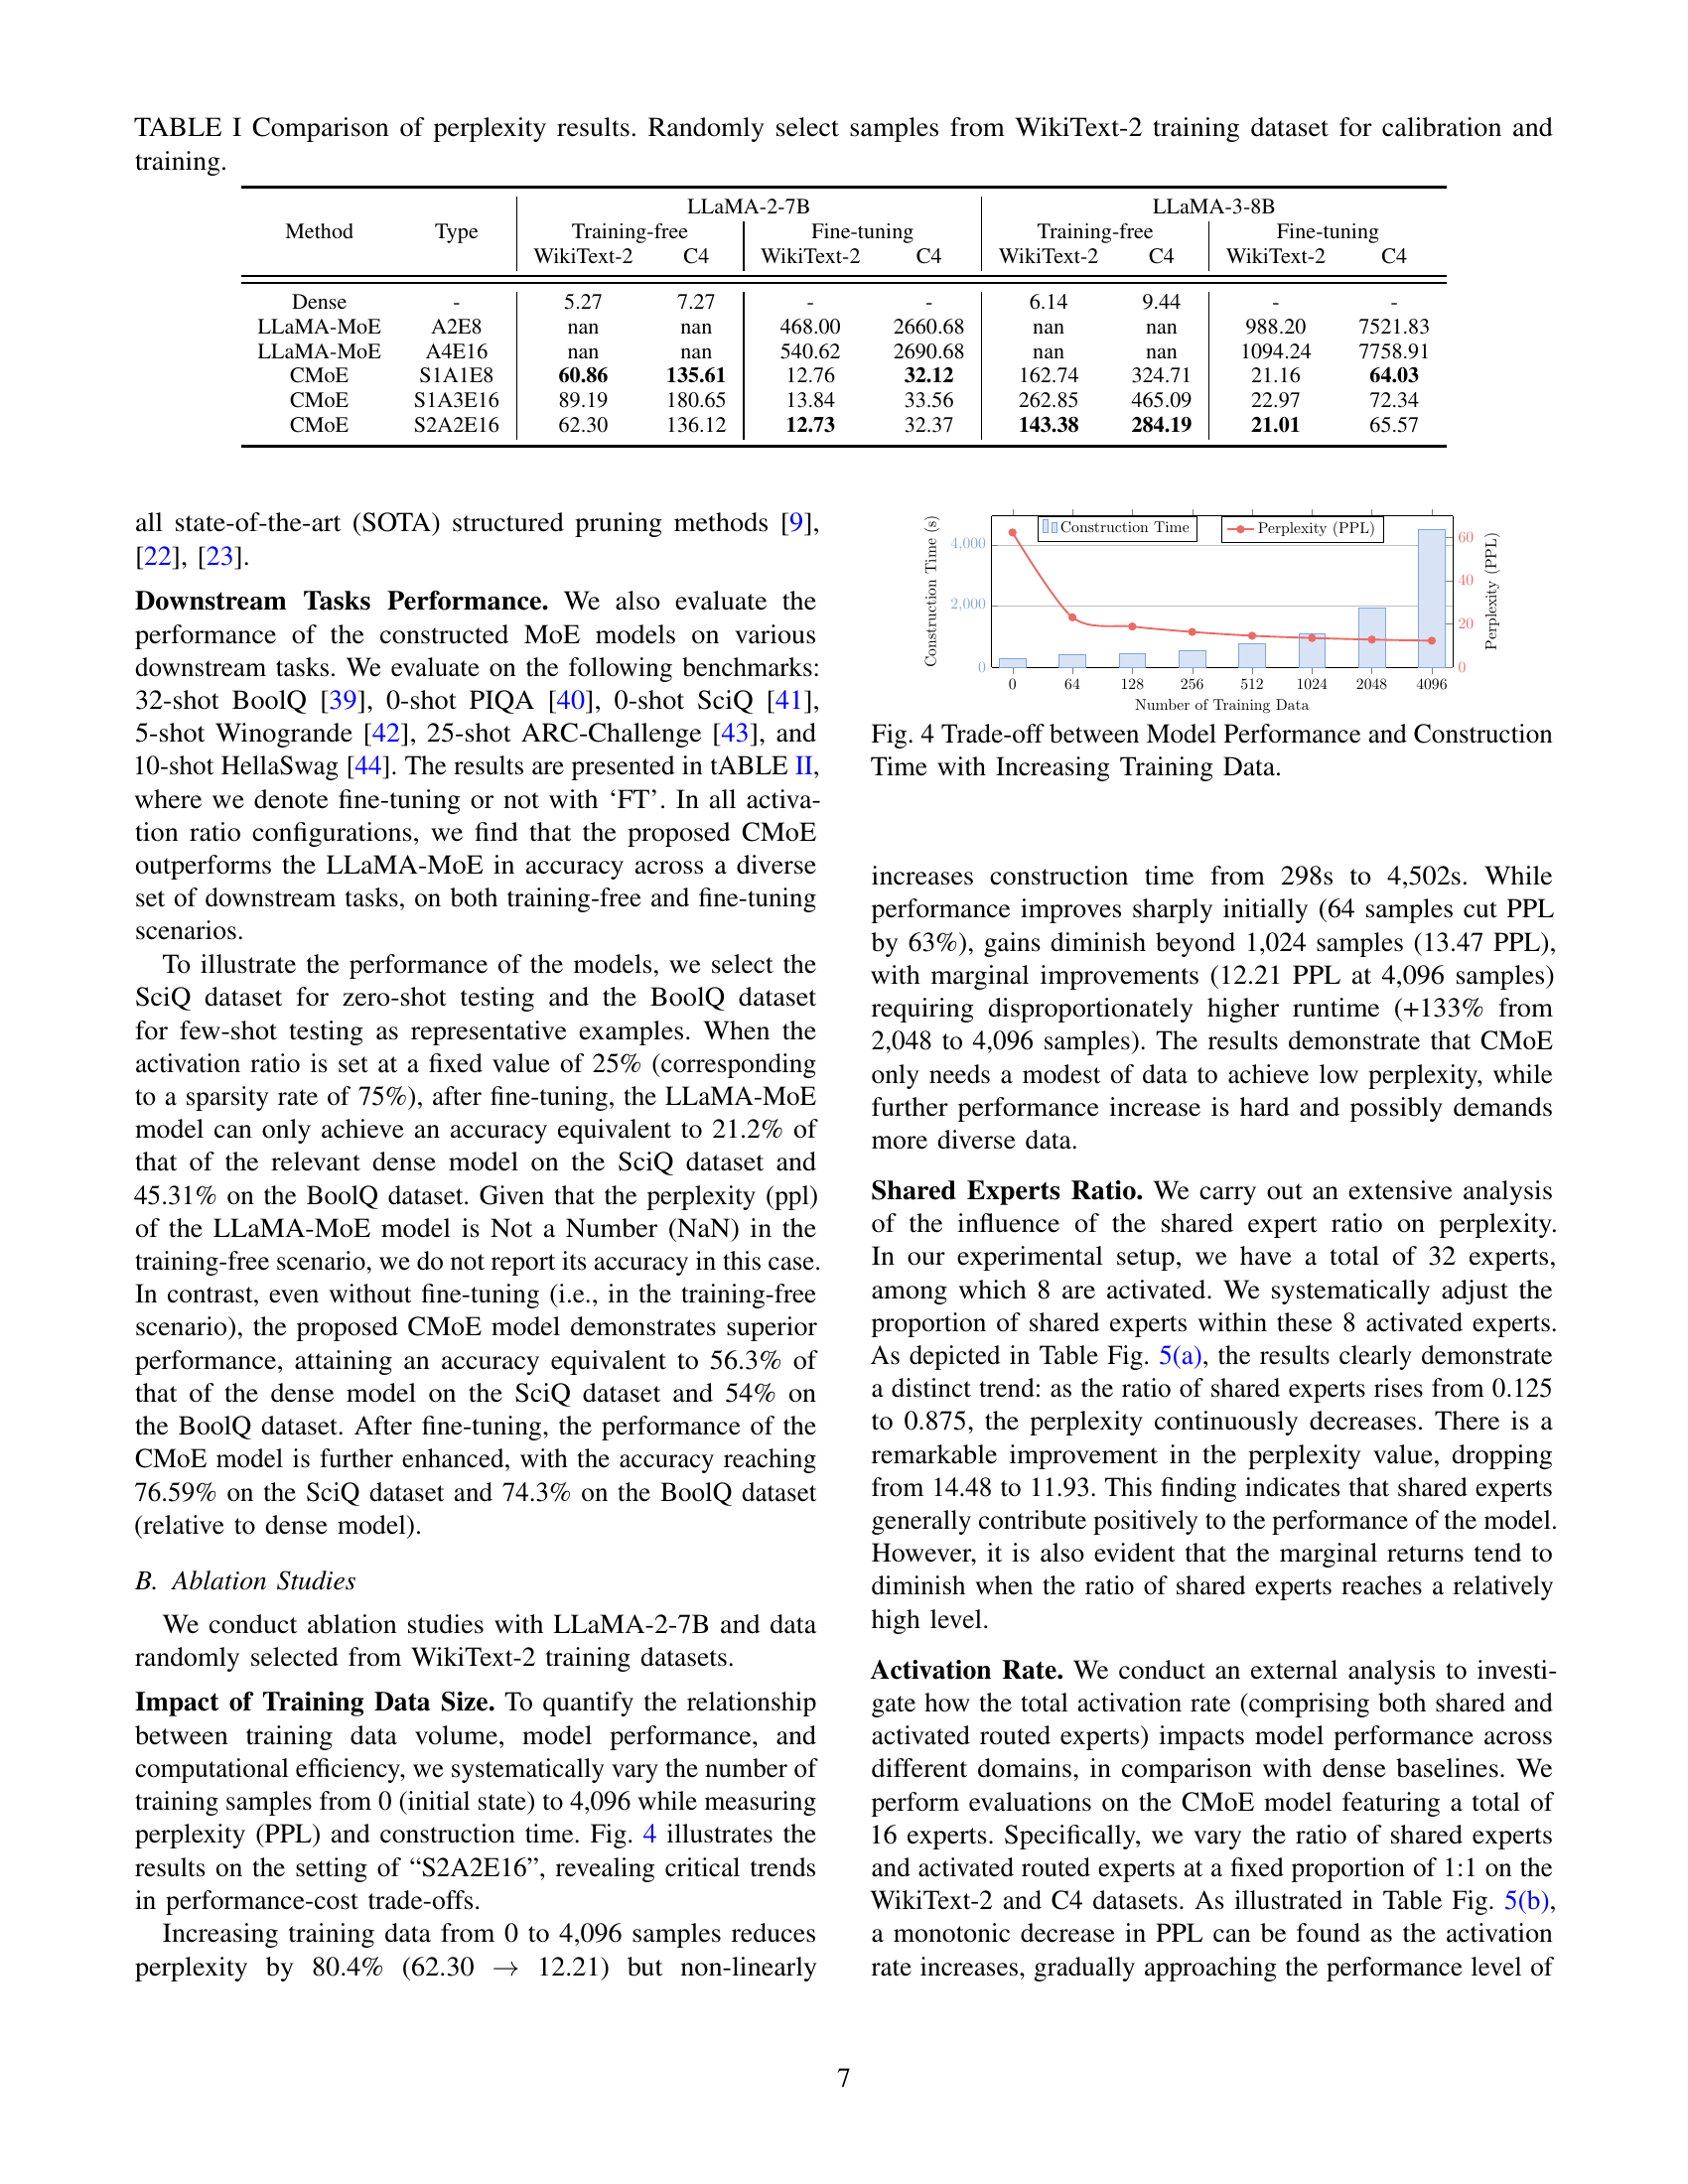 TABLE I Comparison of perplexity results. Randomly select samples from WikiText-2 training dataset for calibration and
training.
LLaMA-2-7B LLaMA-3-8B
Method Type Training-free Fine-tuning Training-free Fine-tuning
WikiText-2 C4 WikiText-2 C4 WikiText-2 C4 WikiText-2 C4
Dense - 5.27 7.27 - - 6.14 9.44 - -
LLaMA-MoE A2E8 nan nan 468.00 2660.68 nan nan 988.20 7521.83
LLaMA-MoE A4E16 nan nan 540.62 2690.68 nan nan 1094.24 7758.91
CMoE S1A1E8 60.86 135.61 12.76 32.12 162.74 324.71 21.16 64.03
CMoE S1A3E16 89.19 180.65 13.84 33.56 262.85 465.09 22.97 72.34
CMoE S2A2E16 62.30 136.12 12.73 32.37 143.38 284.19 21.01 65.57
all state-of-the-art (SOTA) structured pruning methods [9],
[22], [23].
Downstream Tasks Performance. We also evaluate the
performance of the constructed MoE models on various
downstream tasks. We evaluate on the following benchmarks:
32-shot BoolQ [39], 0-shot PIQA [40], 0-shot SciQ [41],
5-shot Winogrande [42], 25-shot ARC-Challenge [43], and
10-shot HellaSwag [44]. The results are presented in tABLE II,
where we denote fine-tuning or not with ‘FT’. In all activa-
tion ratio configurations, we find that the proposed CMoE
outperforms the LLaMA-MoE in accuracy across a diverse
set of downstream tasks, on both training-free and fine-tuning
scenarios.
To illustrate the performance of the models, we select the
SciQ dataset for zero-shot testing and the BoolQ dataset
for few-shot testing as representative examples. When the
activation ratio is set at a fixed value of 25% (corresponding
to a sparsity rate of 75%), after fine-tuning, the LLaMA-MoE
model can only achieve an accuracy equivalent to 21.2% of
that of the relevant dense model on the SciQ dataset and
45.31% on the BoolQ dataset. Given that the perplexity (ppl)
of the LLaMA-MoE model is Not a Number (NaN) in the
training-free scenario, we do not report its accuracy in this case.
In contrast, even without fine-tuning (i.e., in the training-free
scenario), the proposed CMoE model demonstrates superior
performance, attaining an accuracy equivalent to 56.3% of
that of the dense model on the SciQ dataset and 54% on
the BoolQ dataset. After fine-tuning, the performance of the
CMoE model is further enhanced, with the accuracy reaching
76.59% on the SciQ dataset and 74.3% on the BoolQ dataset
(relative to dense model).
B. Ablation Studies
We conduct ablation studies with LLaMA-2-7B and data
randomly selected from WikiText-2 training datasets.
Impact of Training Data Size. To quantify the relationship
between training data volume, model performance, and
computational efficiency, we systematically vary the number of
training samples from 0 (initial state) to 4,096 while measuring
perplexity (PPL) and construction time. Fig. 4 illustrates the
results on the setting of “S2A2E16”, revealing critical trends
in performance-cost trade-offs.
Increasing training data from 0 to 4,096 samples reduces
perplexity by 80.4% (62.30 → 12.21) but non-linearly
Construction Time Perplexity (PPL)
Construction Time (s)
0 2,000 4,000
0 20 40 60
Perplexity (PPL)
0 64 128 256 512 1024 2048 4096
Number of Training Data
Fig. 4 Trade-off between Model Performance and Construction
Time with Increasing Training Data.
increases construction time from 298s to 4,502s. While
performance improves sharply initially (64 samples cut PPL
by 63%), gains diminish beyond 1,024 samples (13.47 PPL),
with marginal improvements (12.21 PPL at 4,096 samples)
requiring disproportionately higher runtime (+133% from
2,048 to 4,096 samples). The results demonstrate that CMoE
only needs a modest of data to achieve low perplexity, while
further performance increase is hard and possibly demands
more diverse data.
Shared Experts Ratio. We carry out an extensive analysis
of the influence of the shared expert ratio on perplexity.
In our experimental setup, we have a total of 32 experts,
among which 8 are activated. We systematically adjust the
proportion of shared experts within these 8 activated experts.
As depicted in Table Fig. 5(a), the results clearly demonstrate
a distinct trend: as the ratio of shared experts rises from 0.125
to 0.875, the perplexity continuously decreases. There is a
remarkable improvement in the perplexity value, dropping
from 14.48 to 11.93. This finding indicates that shared experts
generally contribute positively to the performance of the model.
However, it is also evident that the marginal returns tend to
diminish when the ratio of shared experts reaches a relatively
high level.
Activation Rate. We conduct an external analysis to investi-
gate how the total activation rate (comprising both shared and
activated routed experts) impacts model performance across
different domains, in comparison with dense baselines. We
perform evaluations on the CMoE model featuring a total of
16 experts. Specifically, we vary the ratio of shared experts
and activated routed experts at a fixed proportion of 1:1 on the
WikiText-2 and C4 datasets. As illustrated in Table Fig. 5(b),
a monotonic decrease in PPL can be found as the activation
rate increases, gradually approaching the performance level of
7